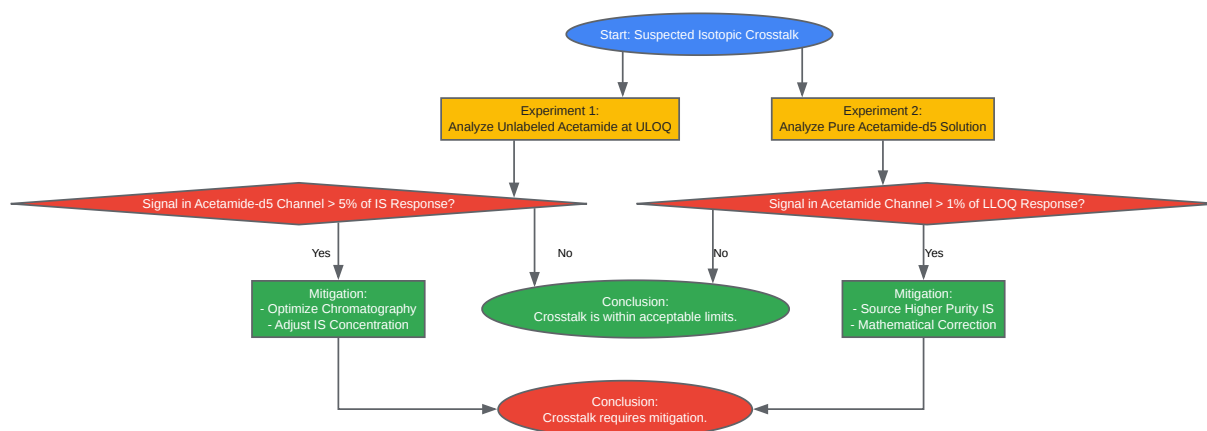 Start: Suspected Isotopic Crosstalk
Experiment 1:
Analyze Unlabeled Acetamide at ULOQ
Experiment 2:
Analyze Pure Acetamide-d5 Solution
Signal in Acetamide-d5 Channel > 5% of IS Response?
Signal in Acetamide Channel > 1% of LLOQ Response?
Yes
No
No
Yes
Mitigation:
- Optimize Chromatography
- Adjust IS Concentration
Conclusion:
Crosstalk is within acceptable limits.
Mitigation:
- Source Higher Purity IS
- Mathematical Correction
Conclusion:
Crosstalk requires mitigation.